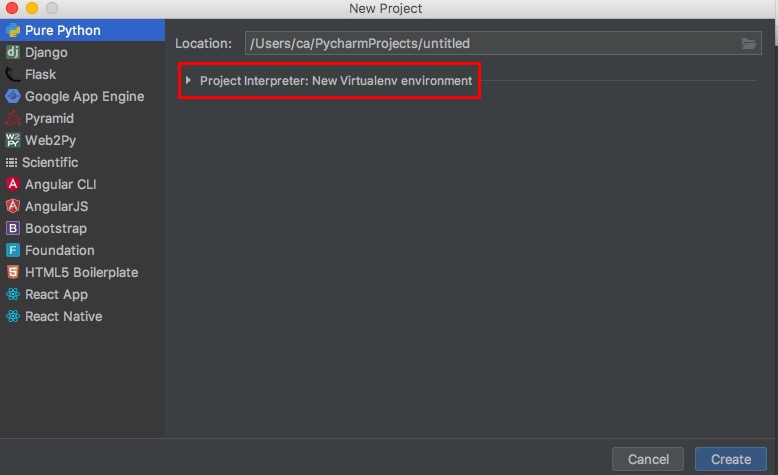 New Project
Pure Python
Django
Flask
Google App Engine
Pyramid
Web2Py
Scientific
Angular CLI
AngularJS
Bootstrap
Foundation
HTML5 Boilerplate
React App
React Native
Location: /Users/ca/PycharmProjects/untitled
Project Interpreter: New Virtualenv environment
Cancel
Create